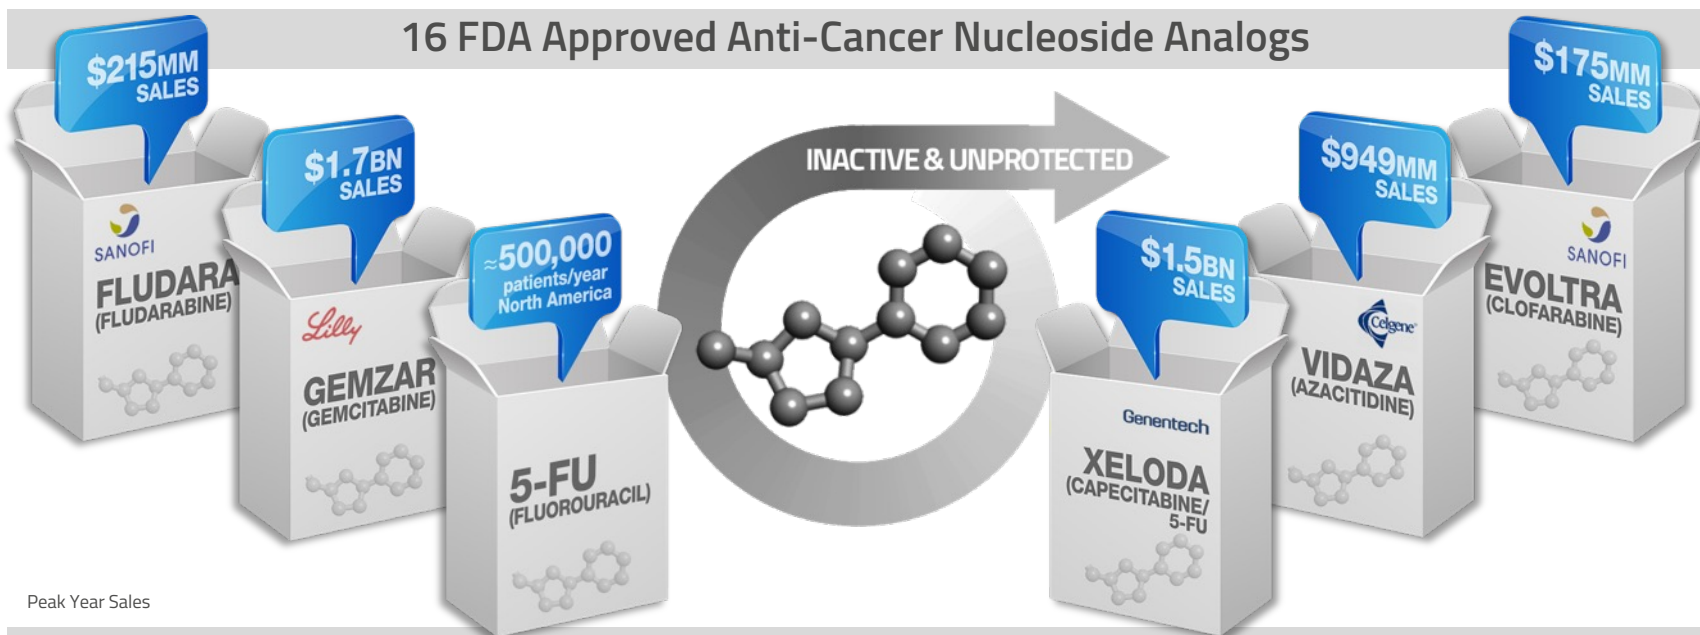 16 FDA Approved Anti-Cancer Nucleoside Analogs
$215MM
SALES
SANOFI
FLUDARA
(FLUDARABINE)
$1.7BN
SALES
Lilly
GEMZAR
(GEMCITABINE)
≈500,000
patients/year
North America
5-FU
(FLUOROURACIL)
INACTIVE & UNPROTECTED
$1.5BN
SALES
Genentech
XELODA
(CAPECITABINE/
5-FU
$949MM
SALES
Celgene
VIDAZA
(AZACITIDINE)
$175MM
SALES
SANOFI
EVOLTRA
(CLOFARABINE)
Peak Year Sales